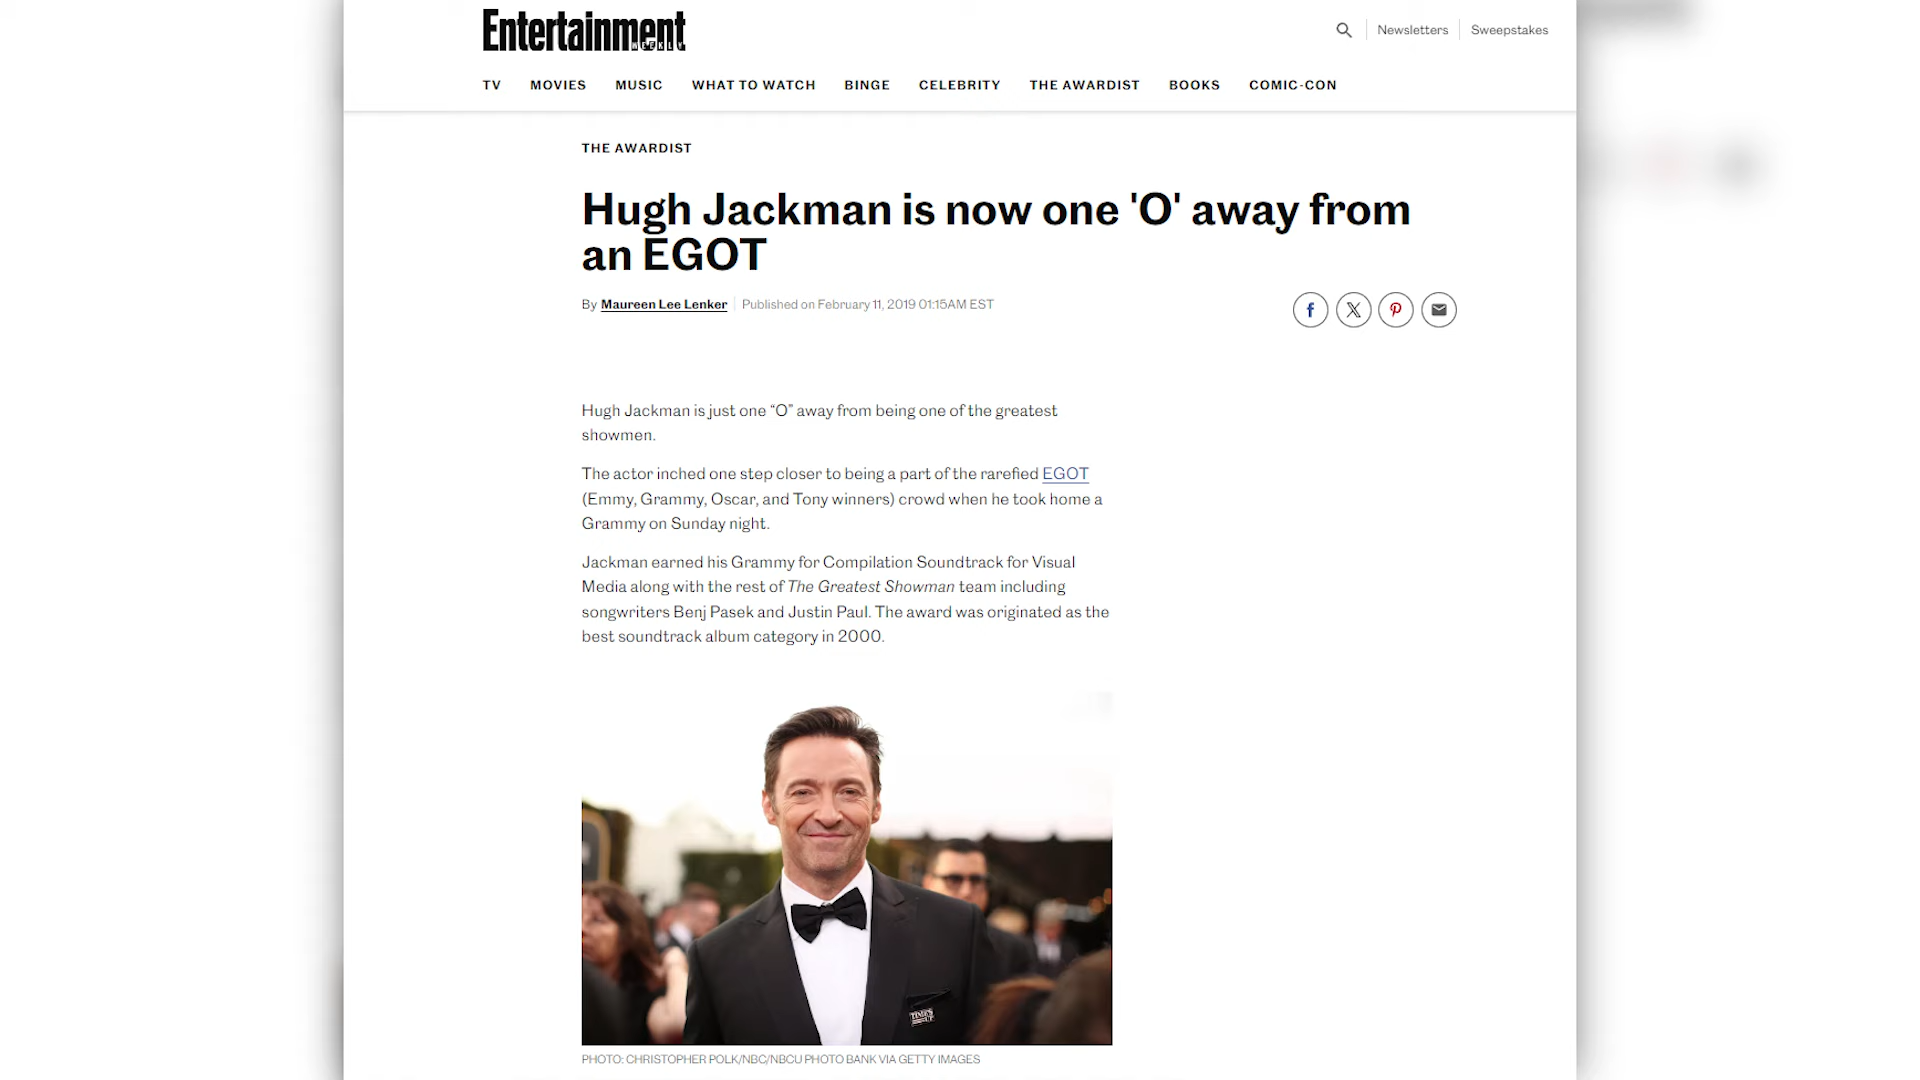 Entertainment
WEEKLY
Newsletters
Sweepstakes
TV MOVIES MUSIC WHAT TO WATCH BINGE CELEBRITY THE AWARDIST BOOKS COMIC-CON
THE AWARDIST
Hugh Jackman is now one 'O' away from
an EGOT
By Maureen Lee Lenker Published on February 11, 2019 01:15AM EST
Hugh Jackman is just one “O” away from being one of the greatest
showmen.
The actor inched one step closer to being a part of the rarefied EGOT
(Emmy, Grammy, Oscar, and Tony winners) crowd when he took home a
Grammy on Sunday night.
Jackman earned his Grammy for Compilation Soundtrack for Visual
Media along with the rest of The Greatest Showman team including
songwriters Benj Pasek and Justin Paul. The award was originated as the
best soundtrack album category in 2000.
TIME'S
UP
PHOTO: CHRISTOPHER POLK/NBC/NBCU PHOTO BANK VIA GETTY IMAGES